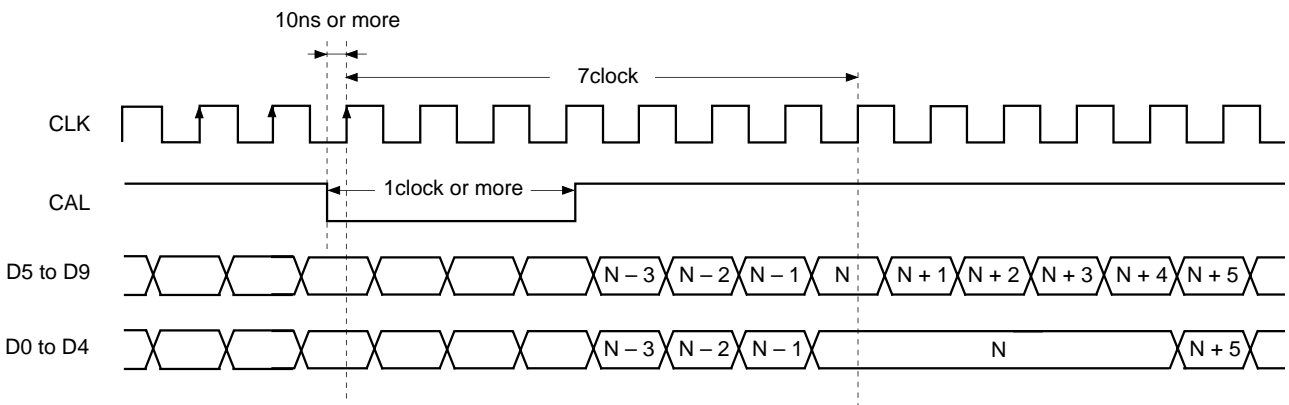 10ns or more
7clock
CLK
1clock or more
CAL
D5 to D9 N – 3 N – 2 N – 1 N N + 1 N + 2 N + 3 N + 4 N + 5
D0 to D4 N – 3 N – 2 N – 1 N N + 5